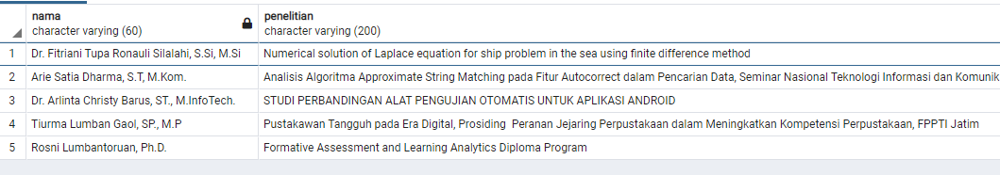 nama
character varying (60)
penelitian
character varying (200)
1 Dr. Fitriani Tupa Ronauli Silalahi, S.Si, M.Si Numerical solution of Laplace equation for ship problem in the sea using finite difference method
2 Arie Satia Dharma, S.T, M.Kom. Analisis Algoritma Approximate String Matching pada Fitur Autocorrect dalam Pencarian Data, Seminar Nasional Teknologi Informasi dan Komunik
3 Dr. Arlinta Christy Barus, ST., M.InfoTech. STUDI PERBANDINGAN ALAT PENGUJIAN OTOMATIS UNTUK APLIKASI ANDROID
4 Tiurma Lumban Gaol, SP., M.P Pustakawan Tangguh pada Era Digital, Prosiding Peranan Jejaring Perpustakaan dalam Meningkatkan Kompetensi Perpustakaan, FPPTI Jatim
5 Rosni Lumbantoruan, Ph.D. Formative Assessment and Learning Analytics Diploma Program